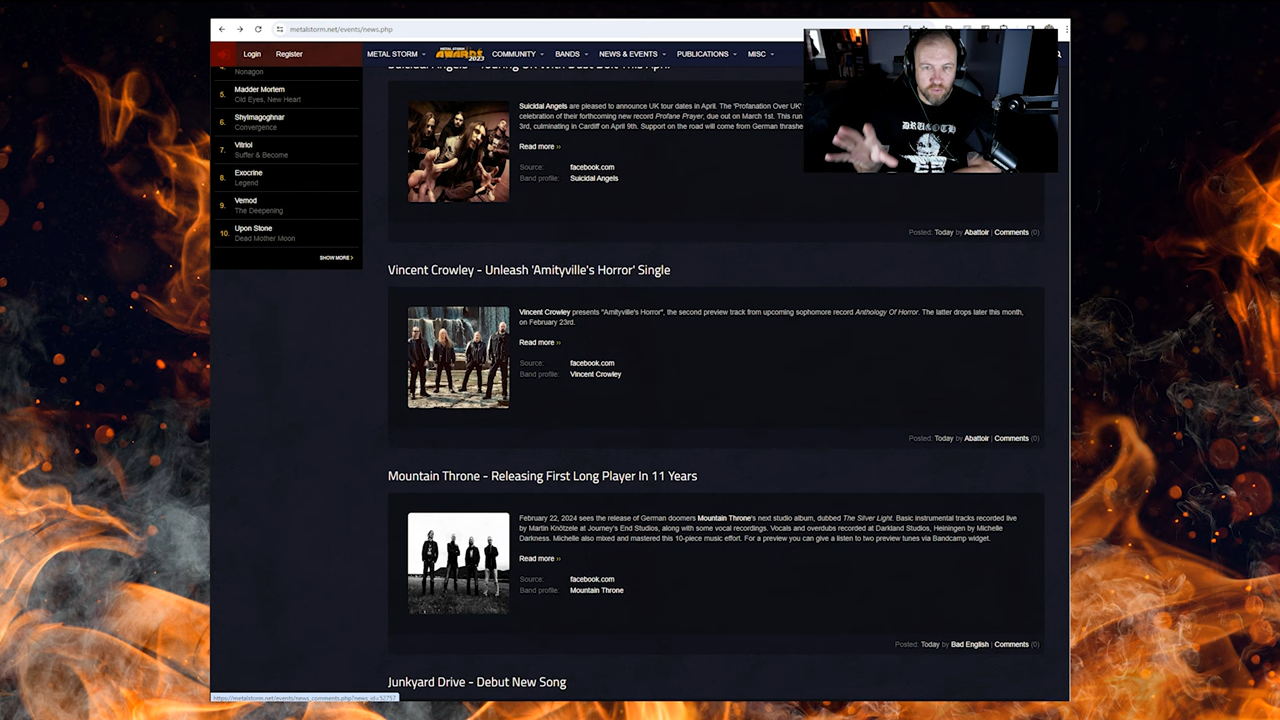 metalstorm.net/events/news.php
Login
Register
METAL STORM
METAL STORM
AWARDS
2023
COMMUNITY
BANDS
NEWS & EVENTS
PUBLICATIONS
MISC
Nonagon
5. Madder Mortem
Old Eyes, New Heart
6. Shylmagoghnar
Convergence
7. Vitriol
Suffer & Become
8. Exocrine
Legend
9. Vemod
The Deepening
10. Upon Stone
Dead Mother Moon
SHOW MORE
Suicidal Angels are pleased to announce UK tour dates in April. The 'Profanation Over UK'
celebration of their forthcoming new record Profane Prayer, due out on March 1st. This run
3rd, culminating in Cardiff on April 9th. Support on the road will come from German thrashe
Read more ››
Source: facebook.com
Band profile: Suicidal Angels
Posted: Today by Abattoir | Comments (0)
Vincent Crowley - Unleash 'Amityville's Horror' Single
Vincent Crowley presents "Amityville's Horror", the second preview track from upcoming sophomore record Anthology Of Horror. The latter drops later this month,
on February 23rd.
Read more ››
Source: facebook.com
Band profile: Vincent Crowley
Posted: Today by Abattoir | Comments (0)
Mountain Throne - Releasing First Long Player In 11 Years
February 22, 2024 sees the release of German doomers Mountain Throne's next studio album, dubbed The Silver Light. Basic instrumental tracks recorded live
by Martin Knötzele at Journey's End Studios, along with some vocal recordings. Vocals and overdubs recorded at Darkland Studios, Heiningen by Michelle
Darkness. Michelle also mixed and mastered this 10-piece music effort. For a preview you can give a listen to two preview tunes via Bandcamp widget.
Read more ››
Source: facebook.com
Band profile: Mountain Throne
Posted: Today by Bad English | Comments (0)
Junkyard Drive - Debut New Song
https://metalstorm.net/events/news_comments.php?news_id=52757